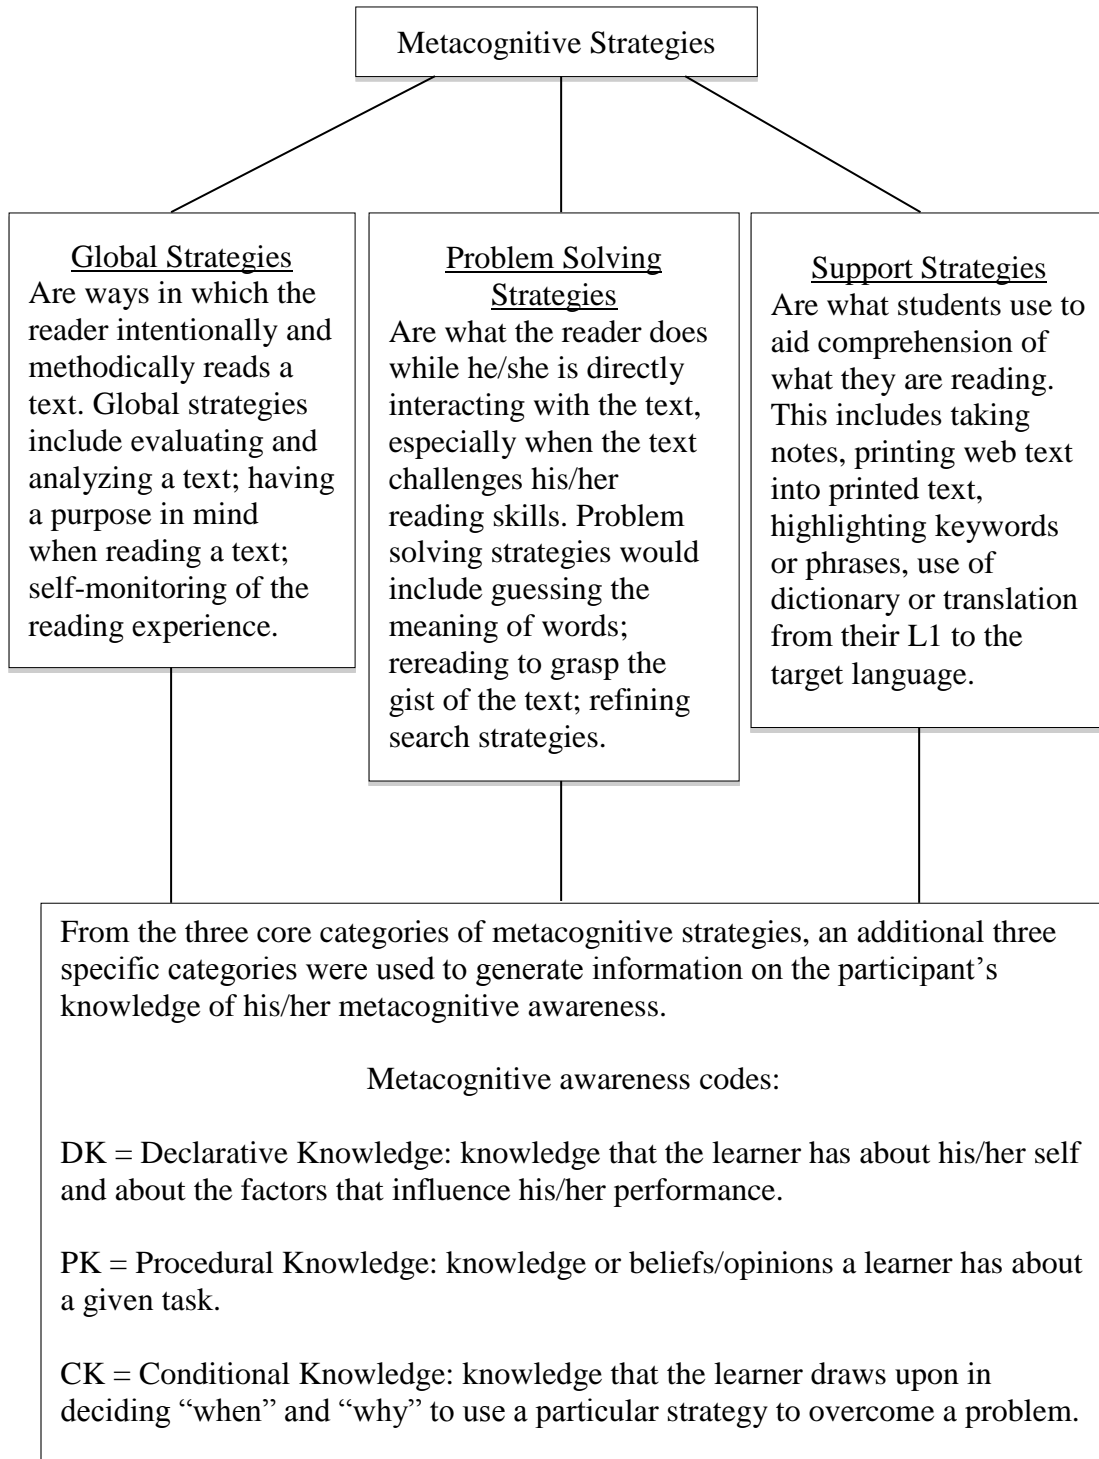 Metacognitive Strategies
Global Strategies
Are ways in which the
reader intentionally and
methodically reads a
text. Global strategies
include evaluating and
analyzing a text; having
a purpose in mind
when reading a text;
self-monitoring of the
reading experience.
Problem Solving
Strategies
Are what the reader does
while he/she is directly
interacting with the text,
especially when the text
challenges his/her
reading skills. Problem
solving strategies would
include guessing the
meaning of words;
rereading to grasp the
gist of the text; refining
search strategies.
Support Strategies
Are what students use to
aid comprehension of
what they are reading.
This includes taking
notes, printing web text
into printed text,
highlighting keywords
or phrases, use of
dictionary or translation
from their L1 to the
target language.
From the three core categories of metacognitive strategies, an additional three
specific categories were used to generate information on the participant’s
knowledge of his/her metacognitive awareness.
Metacognitive awareness codes:
DK = Declarative Knowledge: knowledge that the learner has about his/her self
and about the factors that influence his/her performance.
PK = Procedural Knowledge: knowledge or beliefs/opinions a learner has about
a given task.
CK = Conditional Knowledge: knowledge that the learner draws upon in
deciding “when” and “why” to use a particular strategy to overcome a problem.